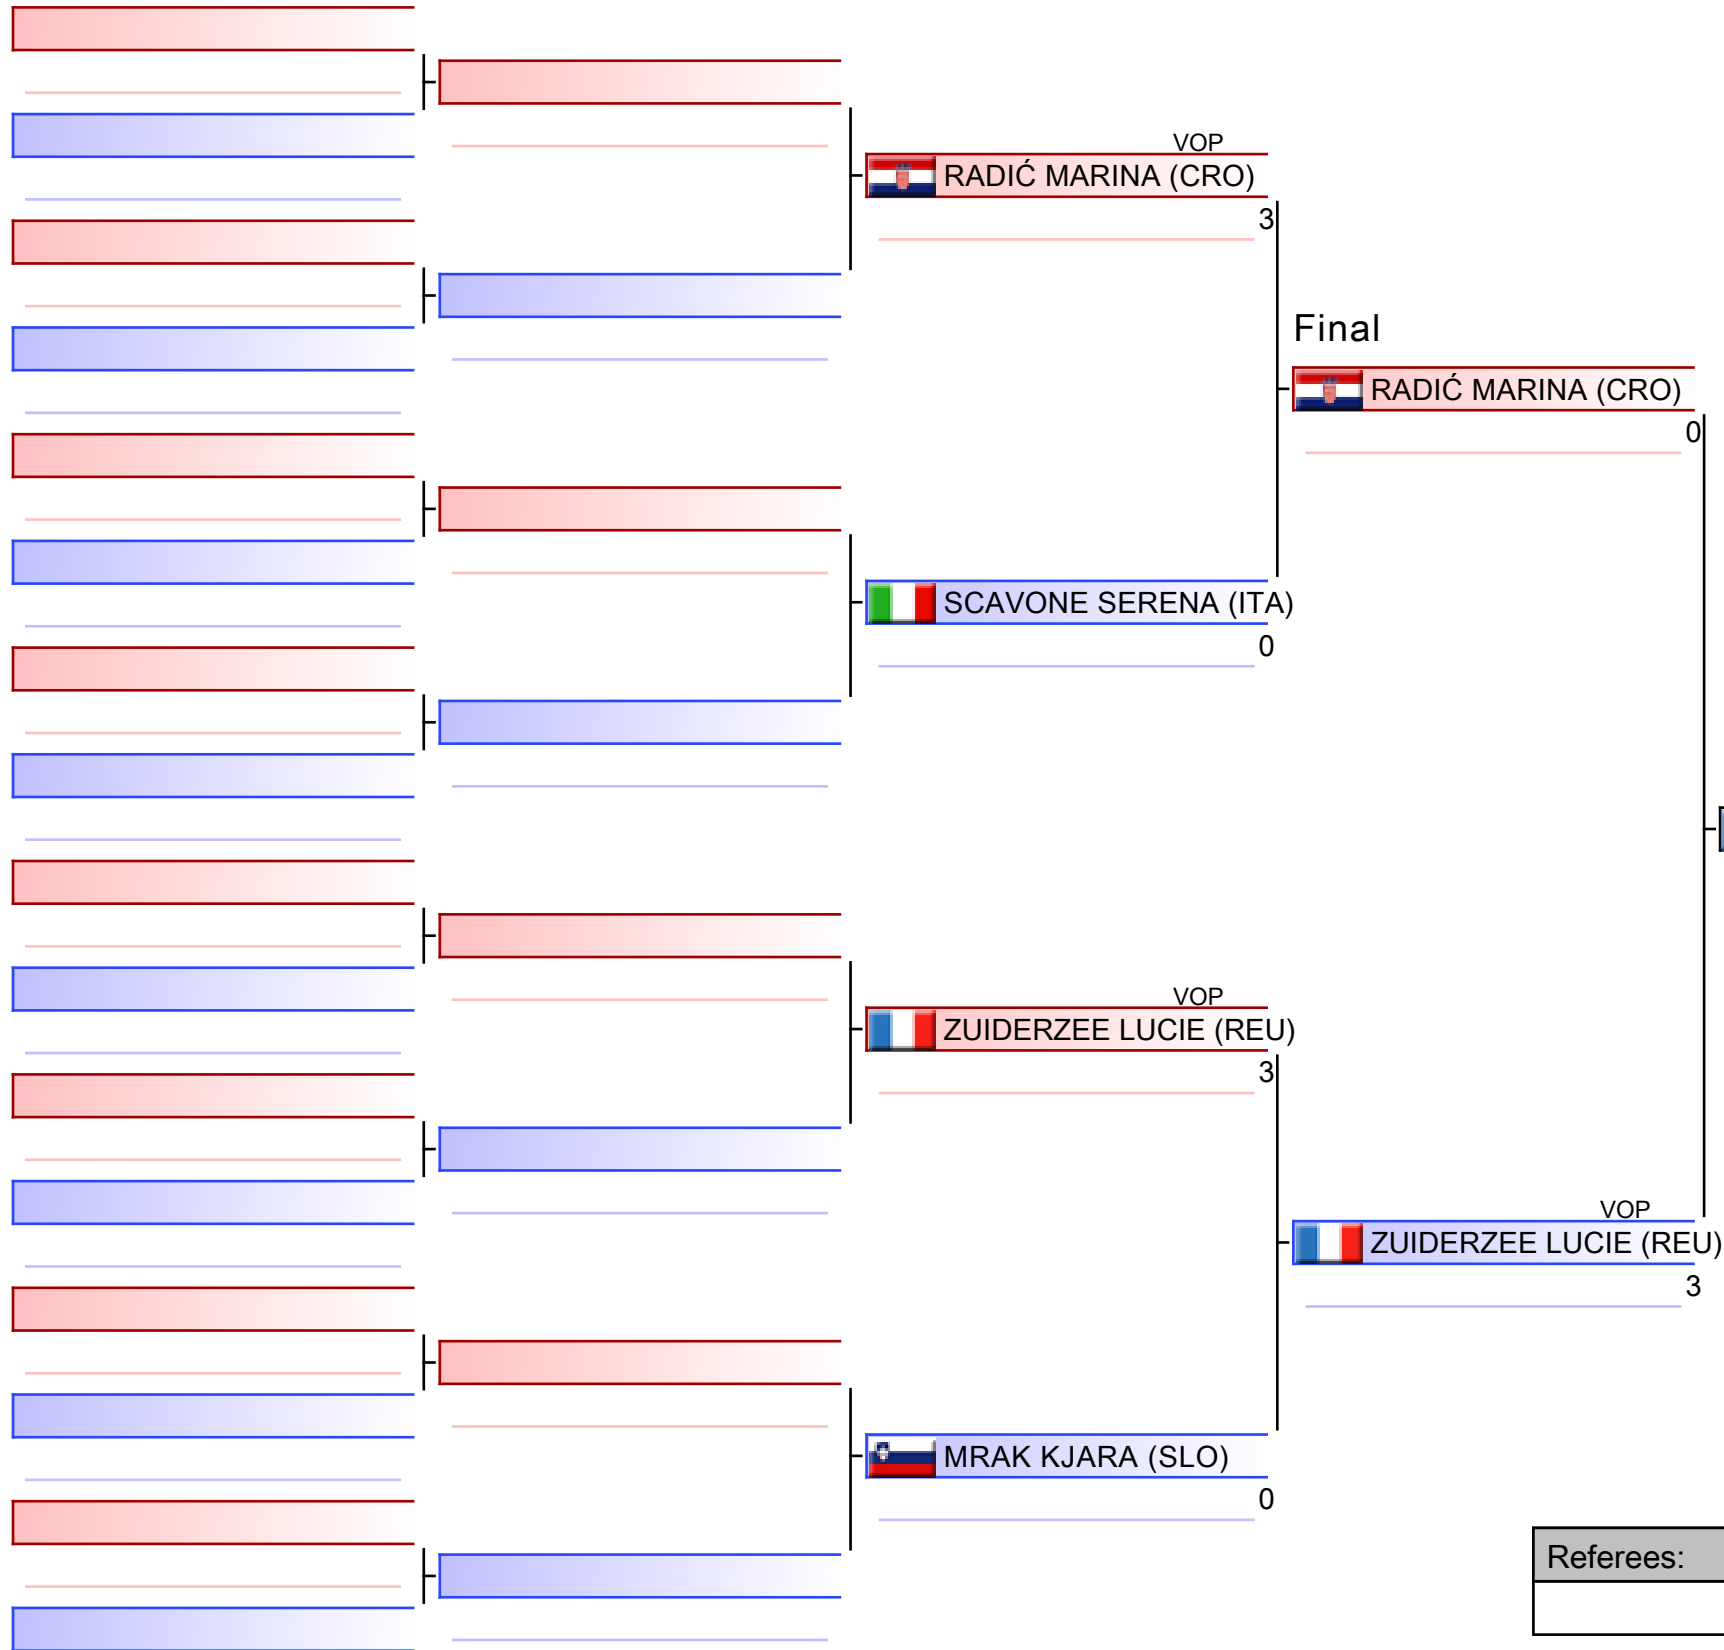 VOP
RADIĆ MARINA (CRO)
3
Final
RADIĆ MARINA (CRO)
0
SCAVONE SERENA (ITA)
0
VOP
ZUIDERZEE LUCIE (REU)
3
VOP
ZUIDERZEE LUCIE (REU)
3
MRAK KJARA (SLO)
0
Referees: